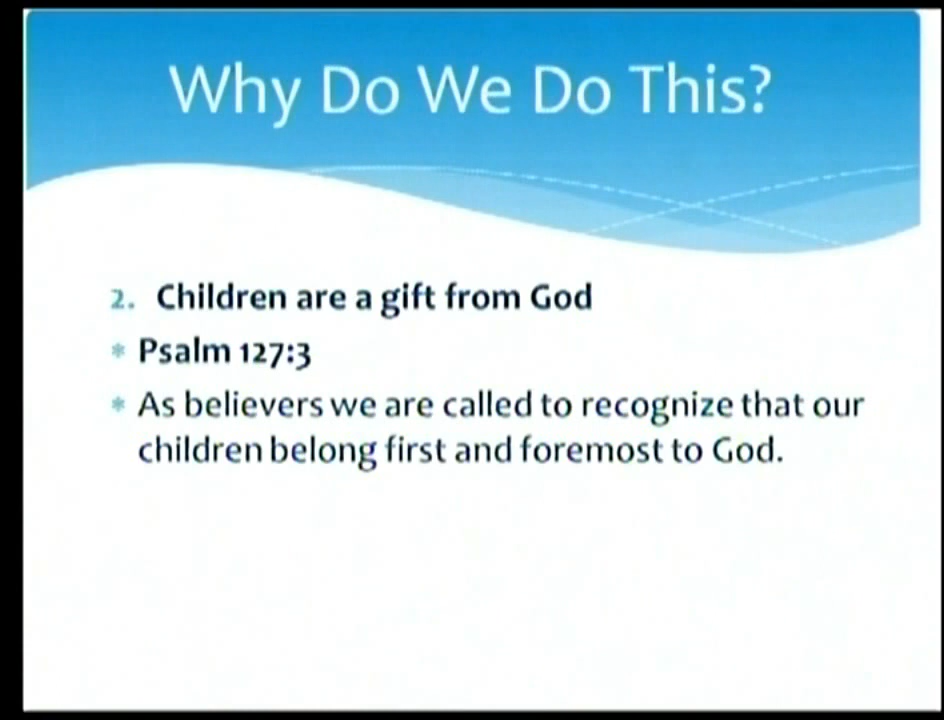 Why Do We Do This?
2. Children are a gift from God
* Psalm 127:3
* As believers we are called to recognize that our
children belong first and foremost to God.